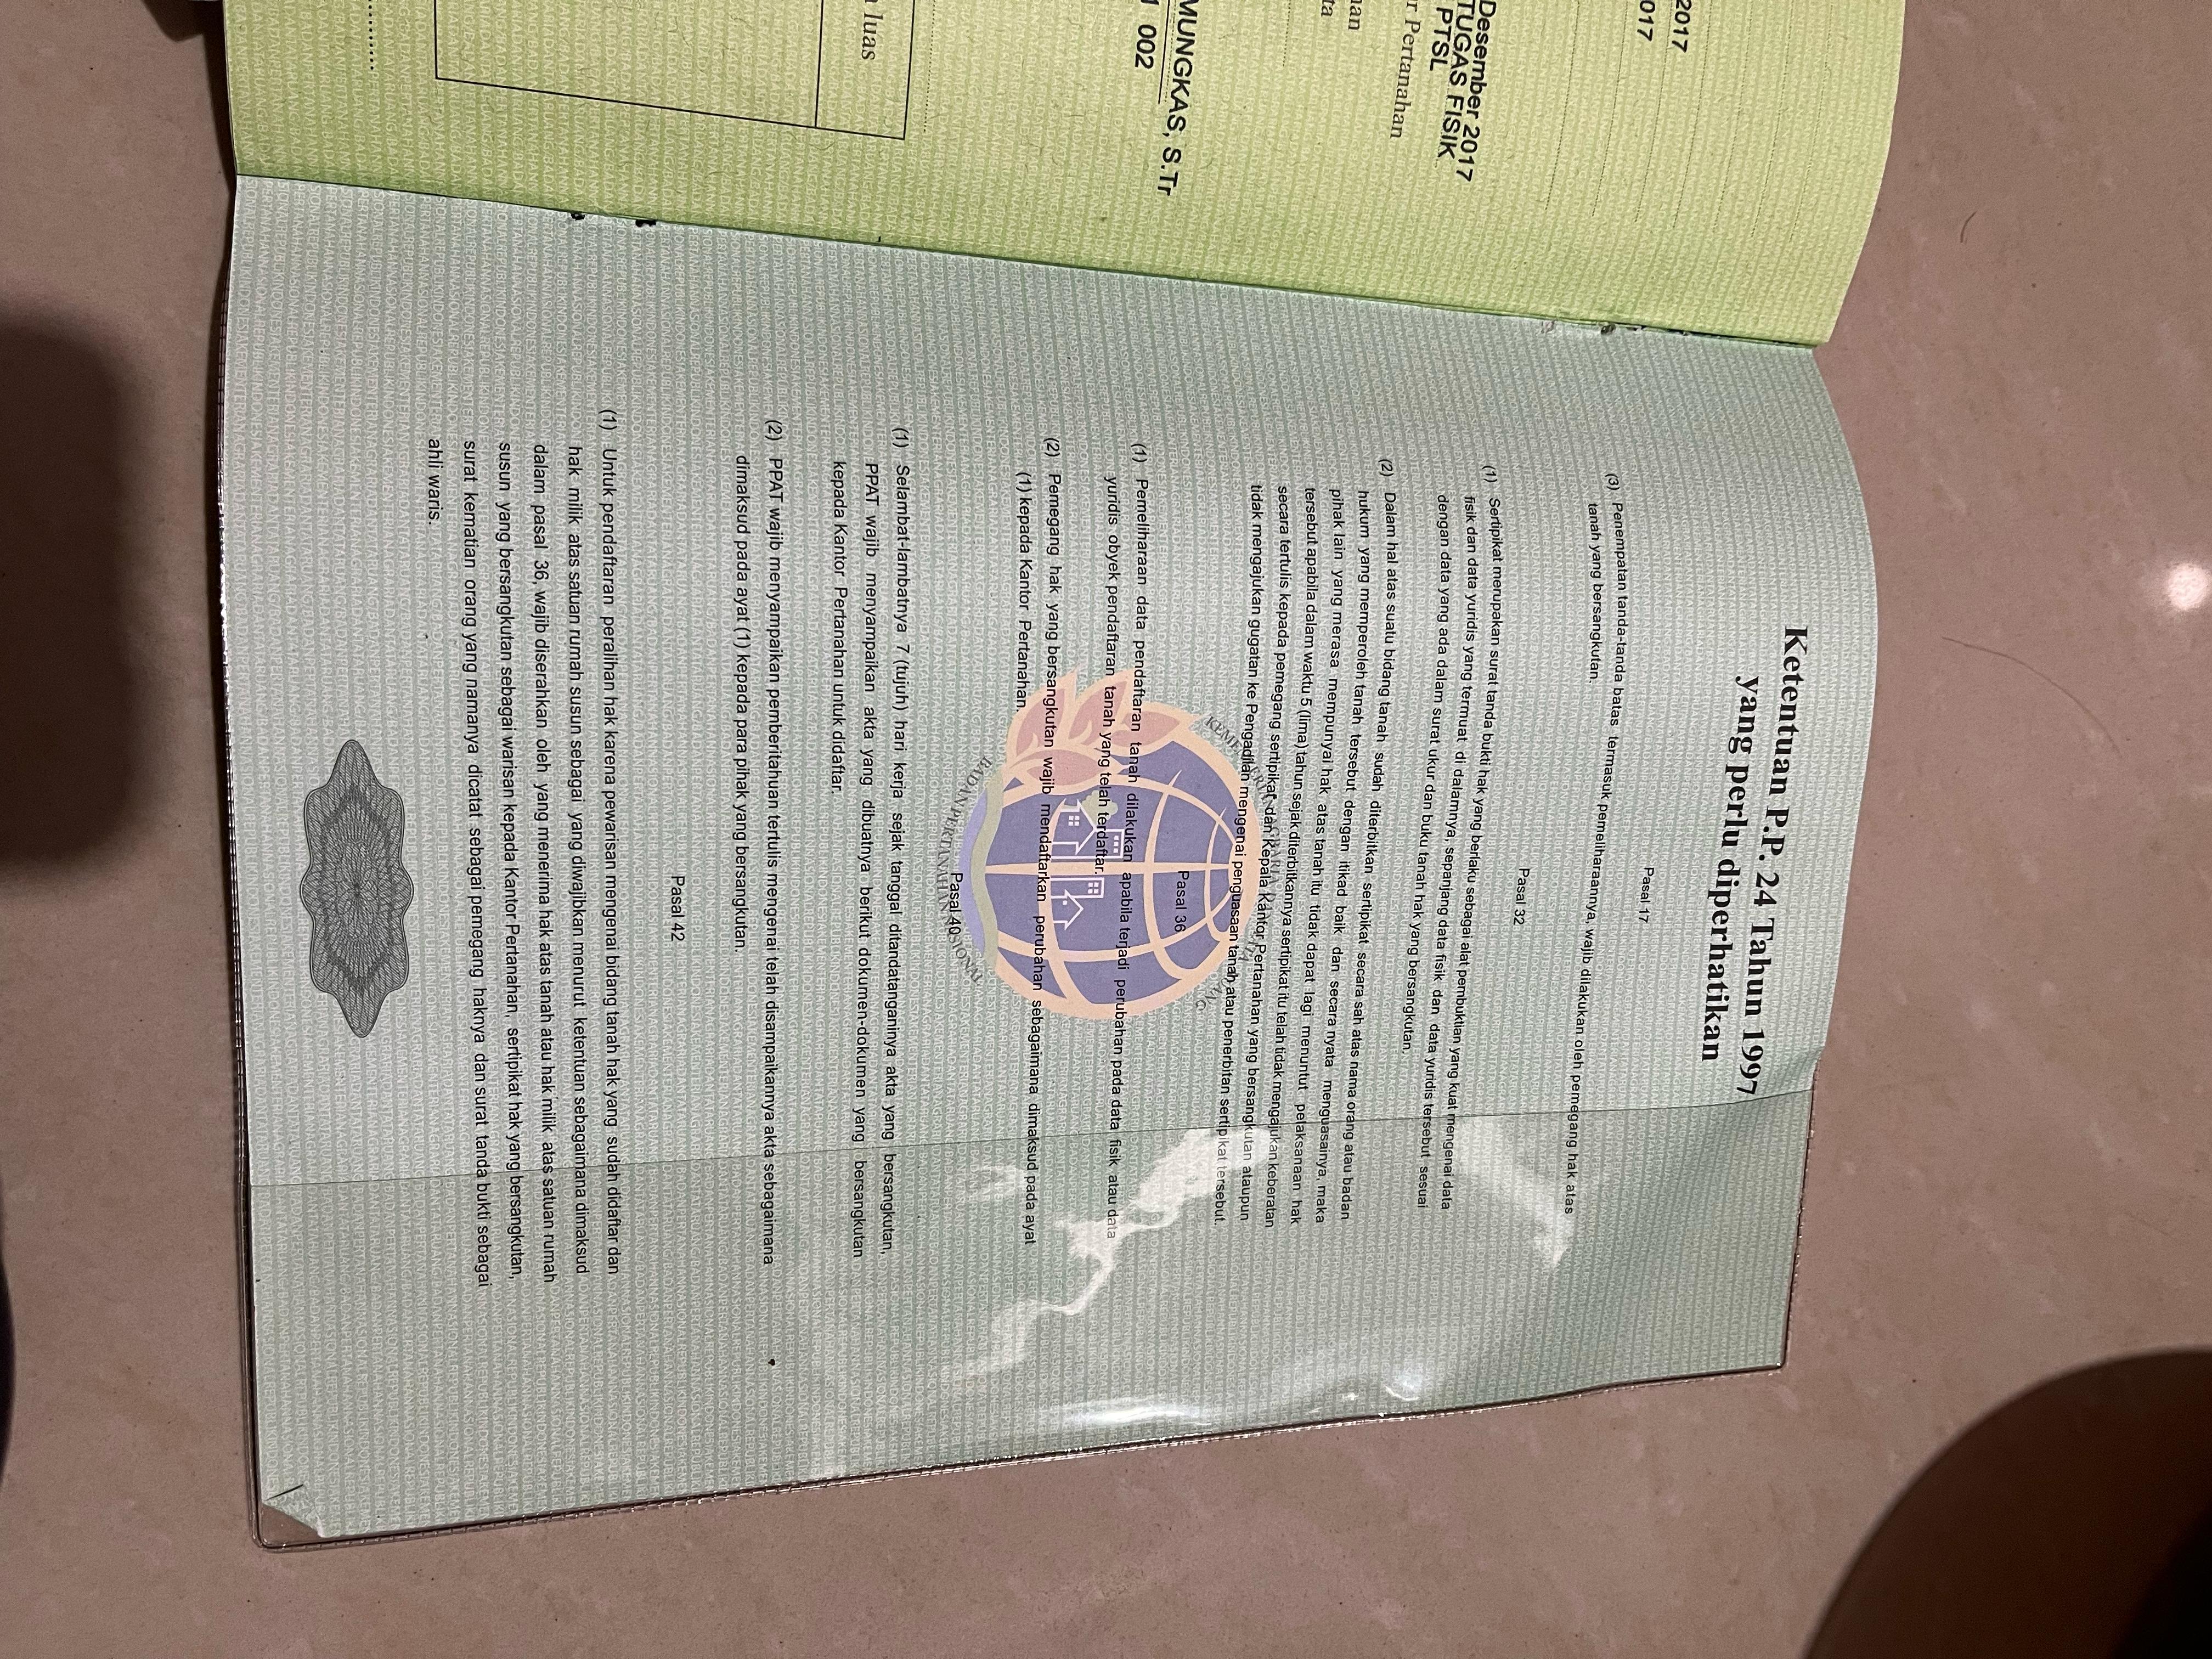 2017
017
Desember 2017
TUGAS FISIK
PTSL
r Pertanahan
nan
ta
MUNGKAS, S.Tr
1 002
n luas
Ketentuan P.P. 24 Tahun 1997
yang perlu diperhatikan
Pasal 17
(3) Penempatan tanda-tanda batas termasuk pemeliharaannya, wajib dilakukan oleh pemegang hak atas
tanah yang bersangkutan.
Pasal 32
(1) Sertipikat merupakan surat tanda bukti hak yang berlaku sebagai alat pembuktian yang kuat mengenai data
fisik dan data yuridis yang termuat di dalamnya, sepanjang data fisik dan data yuridis tersebut sesuai
dengan data yang ada dalam surat ukur dan buku tanah hak yang bersangkutan.
(2) Dalam hal atas suatu bidang tanah sudah diterbitkan sertipikat secara sah atas nama orang atau badan
hukum yang memperoleh tanah tersebut dengan itikad baik dan secara nyata menguasainya, maka
pihak lain yang merasa mempunyai hak atas tanah itu tidak dapat lagi menuntut pelaksanaan hak
tersebut apabila dalam waktu 5 (lima) tahun sejak diterbitkannya sertipikat itu telah tidak mengajukan keberatan
secara tertulis kepada pemegang sertipikat dan Kepala Kantor Pertanahan yang bersangkutan ataupun
tidak mengajukan gugatan ke Pengadilan mengenai penguasaan tanah atau penerbitan sertipikat tersebut.
Pasal 36
(1) Pemeliharaan data pendaftaran tanah dilakukan apabila terjadi perubahan pada data fisik atau data
yuridis obyek pendaftaran tanah yang telah terdaftar.
(2) Pemegang hak yang bersangkutan wajib mendaftarkan perubahan sebagaimana dimaksud pada ayat
(1) kepada Kantor Pertanahan.
Pasal 40
(1) Selambat-lambatnya 7 (tujuh) hari kerja sejak tanggal ditandatanganinya akta yang bersangkutan,
PPAT wajib menyampaikan akta yang dibuatnya berikut dokumen-dokumen yang bersangkutan
kepada Kantor Pertanahan untuk didaftar.
(2) PPAT wajib menyampaikan pemberitahuan tertulis mengenai telah disampaikannya akta sebagaimana
dimaksud pada ayat (1) kepada para pihak yang bersangkutan.
Pasal 42
(1) Untuk pendaftaran peralihan hak karena pewarisan mengenai bidang tanah hak yang sudah didaftar dan
hak milik atas satuan rumah susun sebagai yang diwajibkan menurut ketentuan sebagaimana dimaksud
dalam pasal 36, wajib diserahkan oleh yang menerima hak atas tanah atau hak milik atas satuan rumah
susun yang bersangkutan sebagai warisan kepada Kantor Pertanahan, sertipikat hak yang bersangkutan,
surat kematian orang yang namanya dicatat sebagai pemegang haknya dan surat tanda bukti sebagai
ahli waris.
BADAN PERTANAHAN NASIONAL